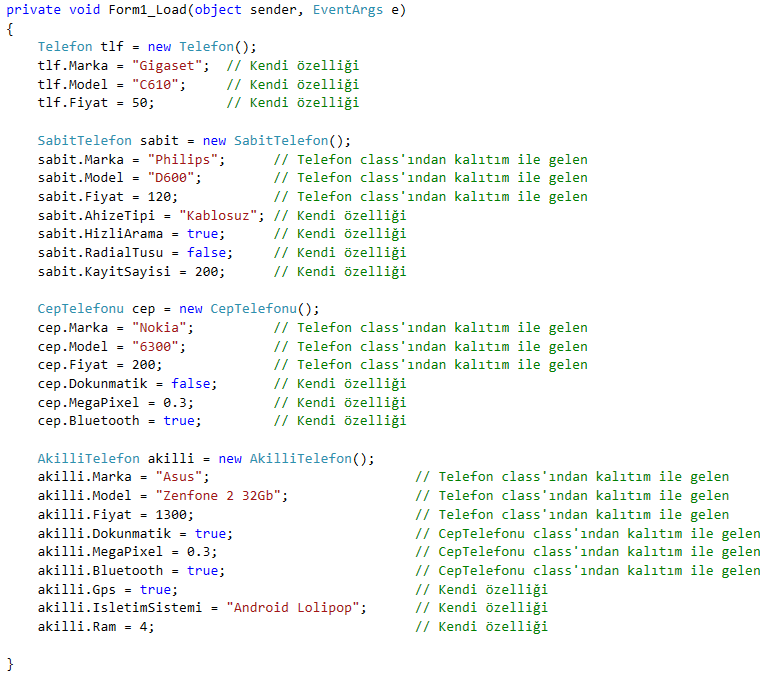 private void Form1_Load(object sender, EventArgs e)
{
    Telefon tlf = new Telefon();
    tlf.Marka = "Gigaset";  // Kendi özelliği
    tlf.Model = "C610";     // Kendi özelliği
    tlf.Fiyat = 50;         // Kendi özelliği

    SabitTelefon sabit = new SabitTelefon();
    sabit.Marka = "Philips";      // Telefon class'ından kalıtım ile gelen
    sabit.Model = "D600";         // Telefon class'ından kalıtım ile gelen
    sabit.Fiyat = 120;            // Telefon class'ından kalıtım ile gelen
    sabit.AhizeTipi = "Kablosuz"; // Kendi özelliği
    sabit.HizliArama = true;      // Kendi özelliği
    sabit.RadialTusu = false;     // Kendi özelliği
    sabit.KayitSayisi = 200;      // Kendi özelliği

    CepTelefonu cep = new CepTelefonu();
    cep.Marka = "Nokia";          // Telefon class'ından kalıtım ile gelen
    cep.Model = "6300";           // Telefon class'ından kalıtım ile gelen
    cep.Fiyat = 200;              // Telefon class'ından kalıtım ile gelen
    cep.Dokunmatik = false;       // Kendi özelliği
    cep.MegaPixel = 0.3;          // Kendi özelliği
    cep.Bluetooth = true;         // Kendi özelliği

    AkilliTelefon akilli = new AkilliTelefon();
    akilli.Marka = "Asus";                          // Telefon class'ından kalıtım ile gelen
    akilli.Model = "Zenfone 2 32Gb";                // Telefon class'ından kalıtım ile gelen
    akilli.Fiyat = 1300;                            // Telefon class'ından kalıtım ile gelen
    akilli.Dokunmatik = true;                       // CepTelefonu class'ından kalıtım ile gelen
    akilli.MegaPixel = 0.3;                         // CepTelefonu class'ından kalıtım ile gelen
    akilli.Bluetooth = true;                        // CepTelefonu class'ından kalıtım ile gelen
    akilli.Gps = true;                              // Kendi özelliği
    akilli.IsletimSistemi = "Android Lolipop";      // Kendi özelliği
    akilli.Ram = 4;                                 // Kendi özelliği

}